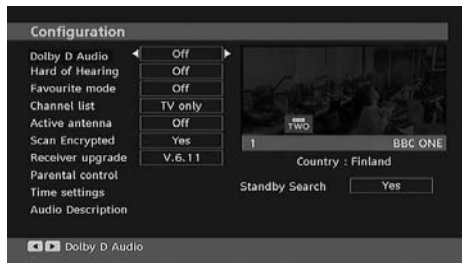 Configuration
Dolby D Audio Off
Hard of Hearing Off
Favourite mode Off
Channel list TV only
Active antenna Off
Scan Encrypted Yes
Receiver upgrade V.6.11
Parental control
Time settings
Audio Description
BBC
TWO
1 BBC ONE
Country : Finland
Standby Search Yes
Dolby D Audio